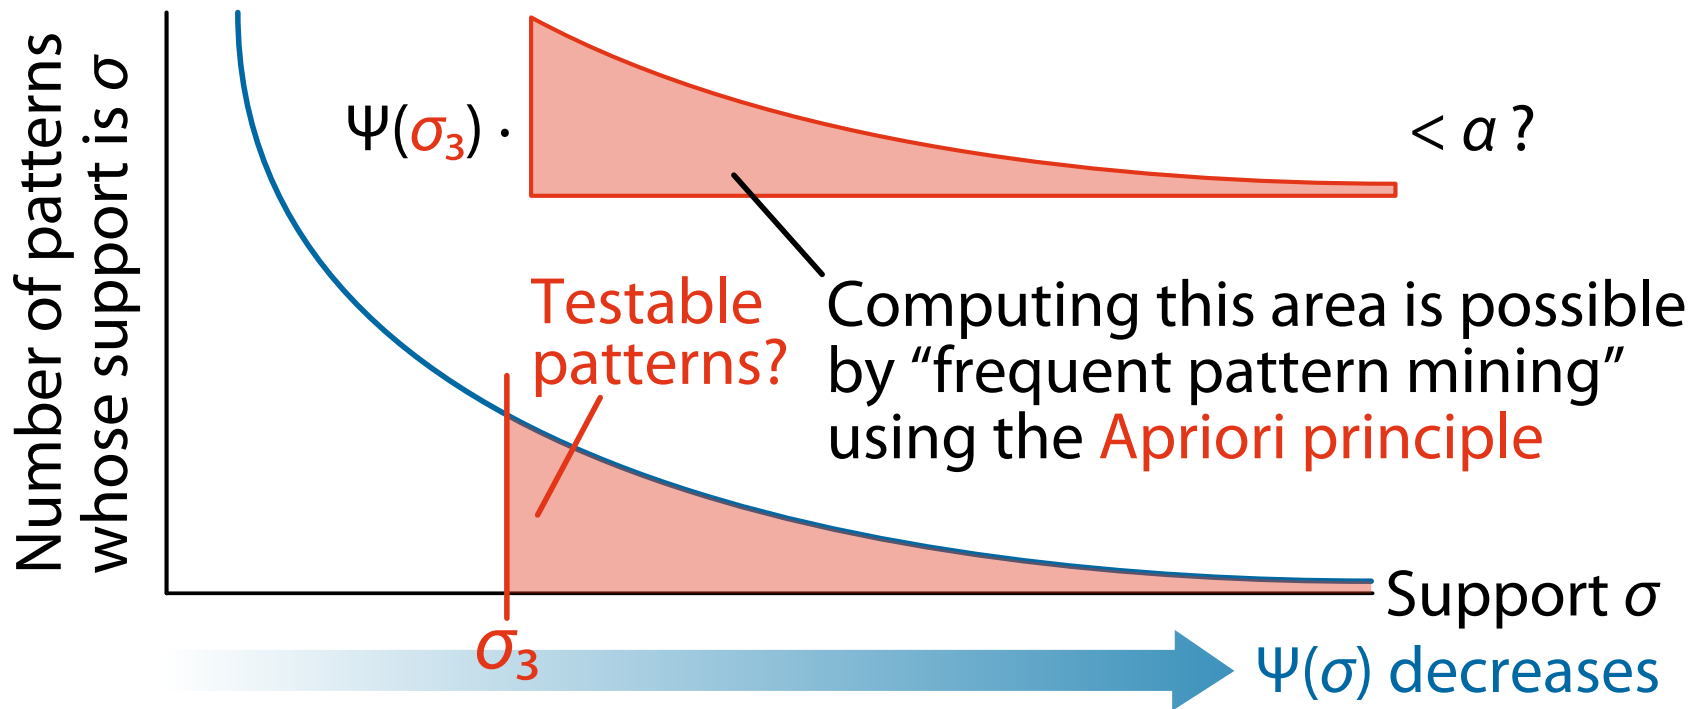 Number of patterns
whose support is σ
Ψ(σ₃) ·
< α ?
Testable
patterns?
Computing this area is possible
by “frequent pattern mining”
using the Apriori principle
Support σ
σ₃
Ψ(σ) decreases